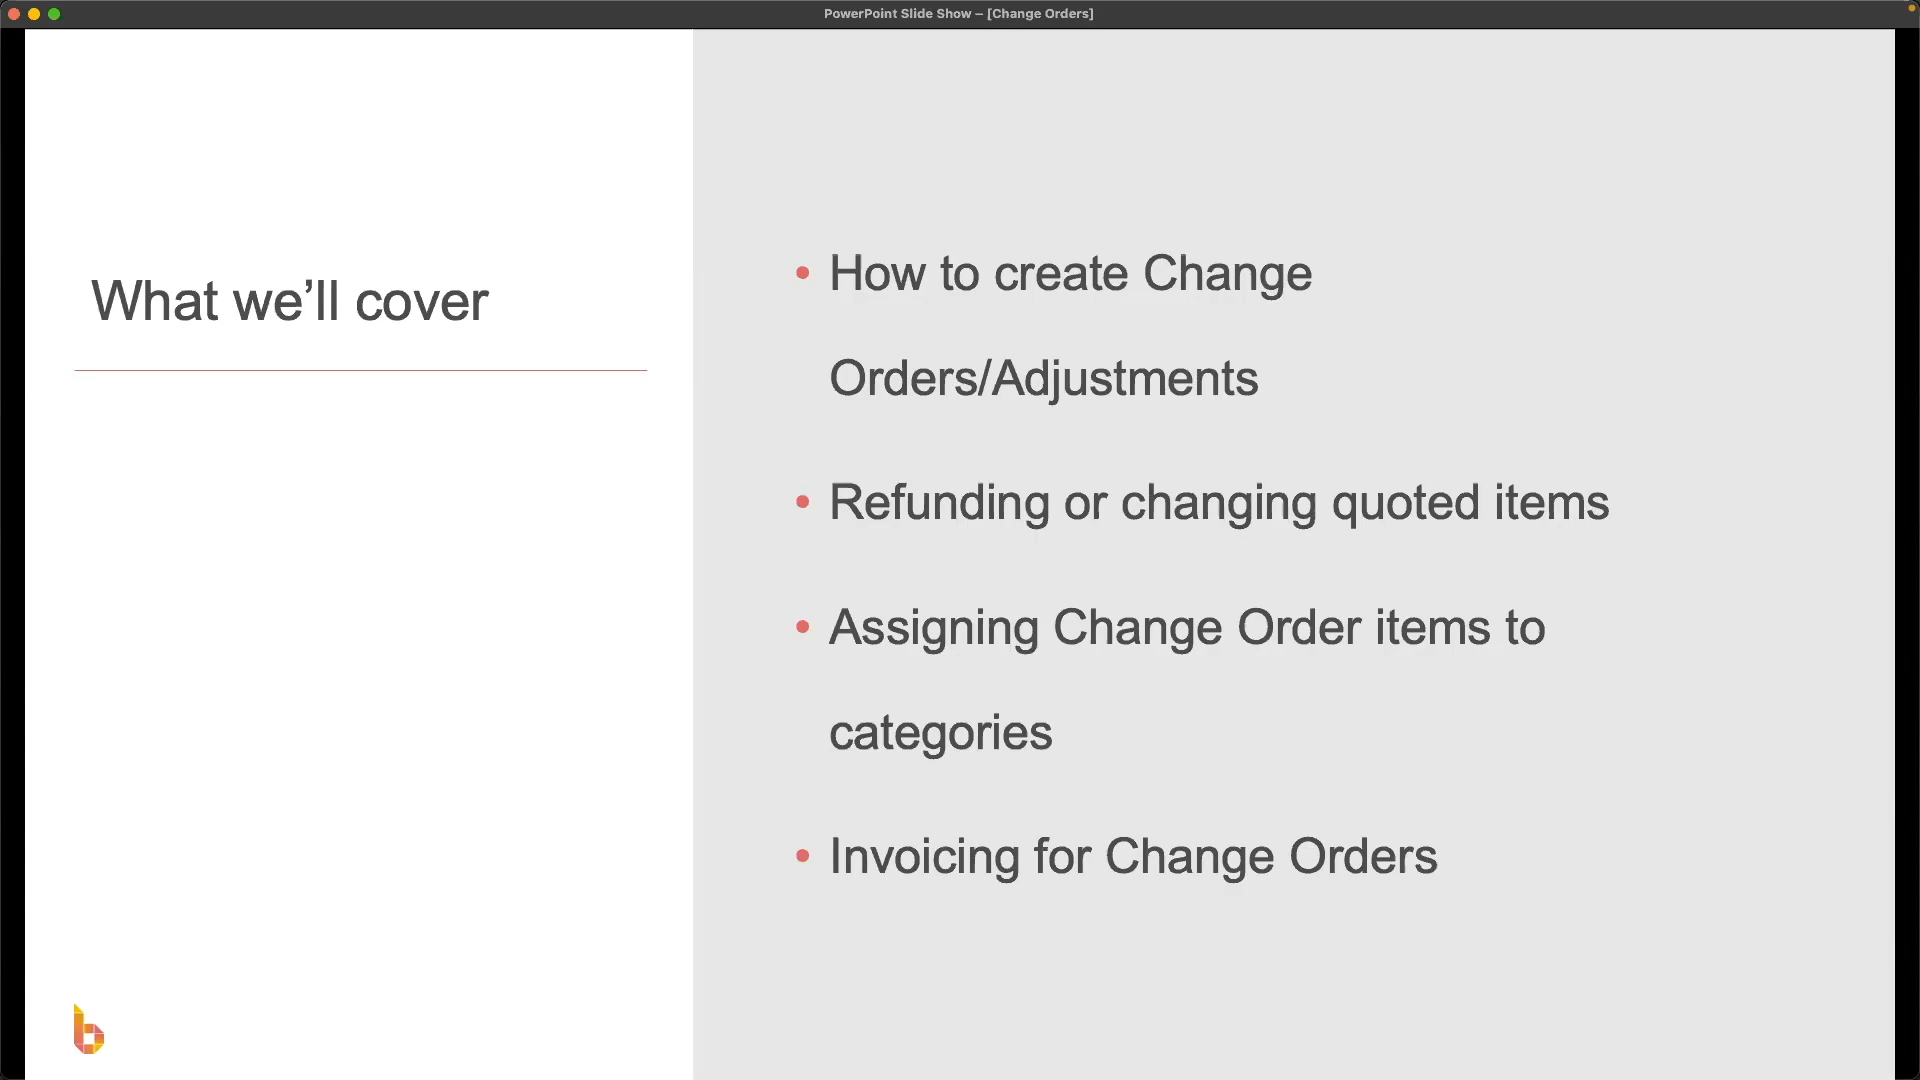 PowerPoint Slide Show – [Change Orders]
What we’ll cover
• How to create Change
Orders/Adjustments
• Refunding or changing quoted items
• Assigning Change Order items to
categories
• Invoicing for Change Orders
b